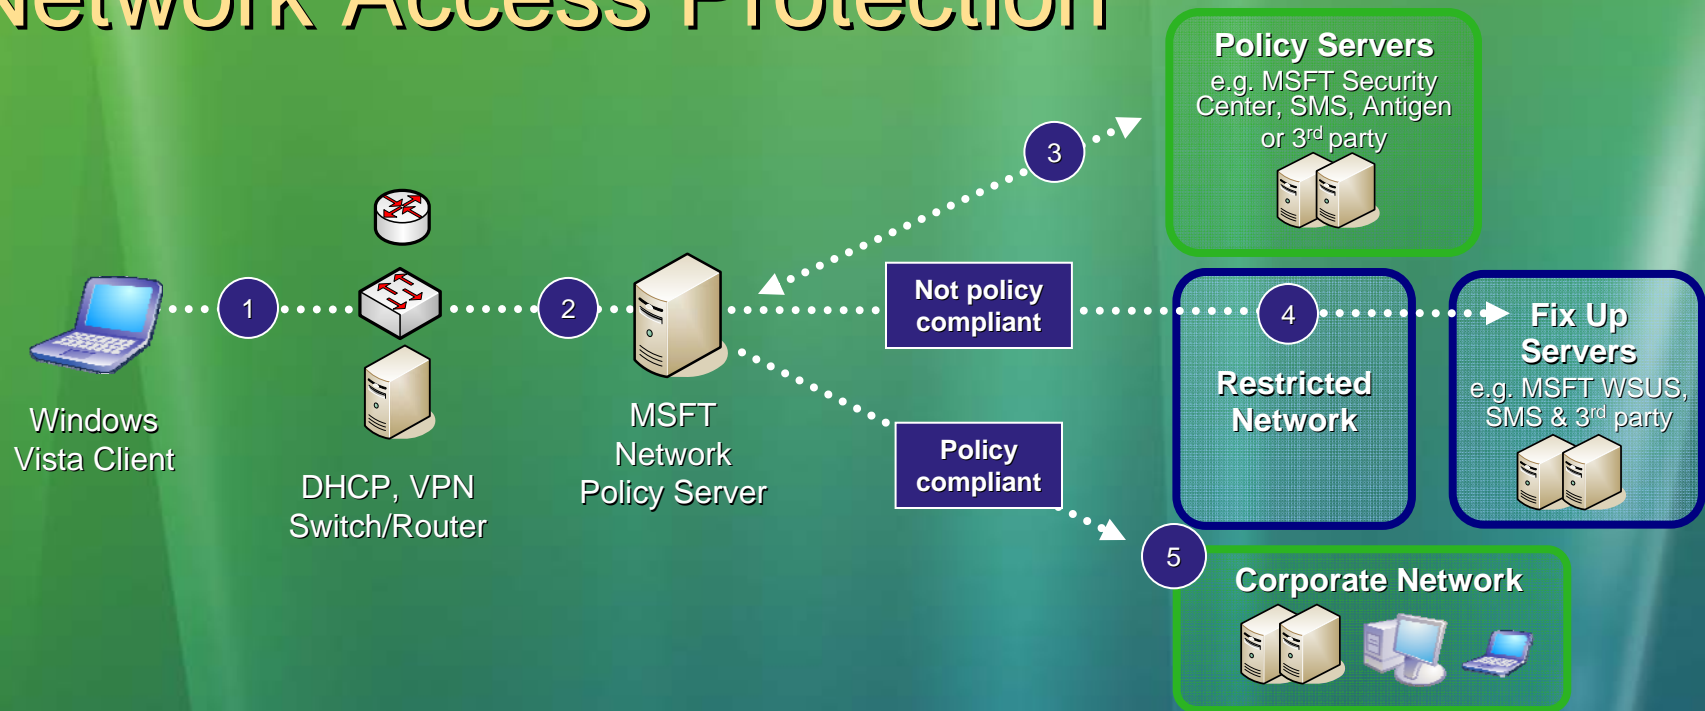 Network Access Protection
Policy Servers
e.g. MSFT Security
Center, SMS, Antigen
or 3rd party
3
1
2
Not policy
compliant
4
Fix Up
Servers
e.g. MSFT WSUS,
SMS & 3rd party
Restricted
Network
Windows
Vista Client
DHCP, VPN
Switch/Router
MSFT
Network
Policy Server
Policy
compliant
5
Corporate Network